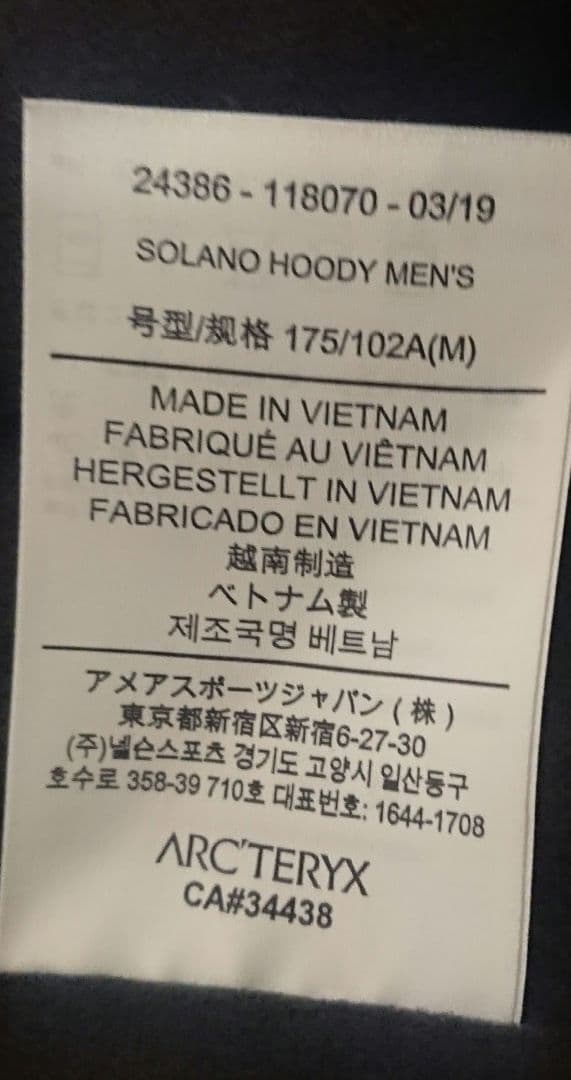 24386 - 118070 - 03/19
SOLANO HOODY MEN'S
号型/规格 175/102A(M)
MADE IN VIETNAM
FABRIQUÉ AU VIÊTNAM
HERGESTELLT IN VIETNAM
FABRICADO EN VIETNAM
越南制造
ベトナム製
제조국명 베트남
アメアスポーツジャパン(株)
東京都新宿区新宿6-27-30
(주)넬슨스포츠 경기도 고양시 일산동구
호수로 358-39 710호 대표번호: 1644-1708
ARC'TERYX
CA#34438